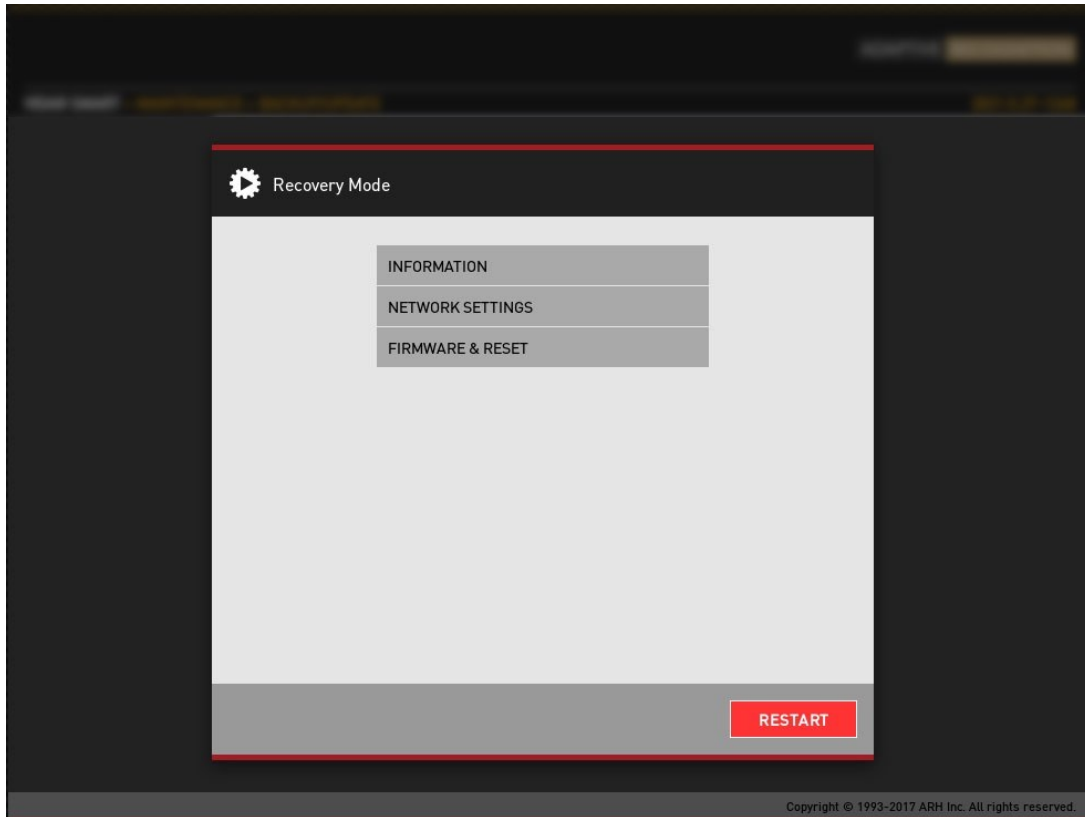 Recovery Mode
INFORMATION
NETWORK SETTINGS
FIRMWARE & RESET
RESTART
Copyright © 1993-2017 ARH Inc. All rights reserved.